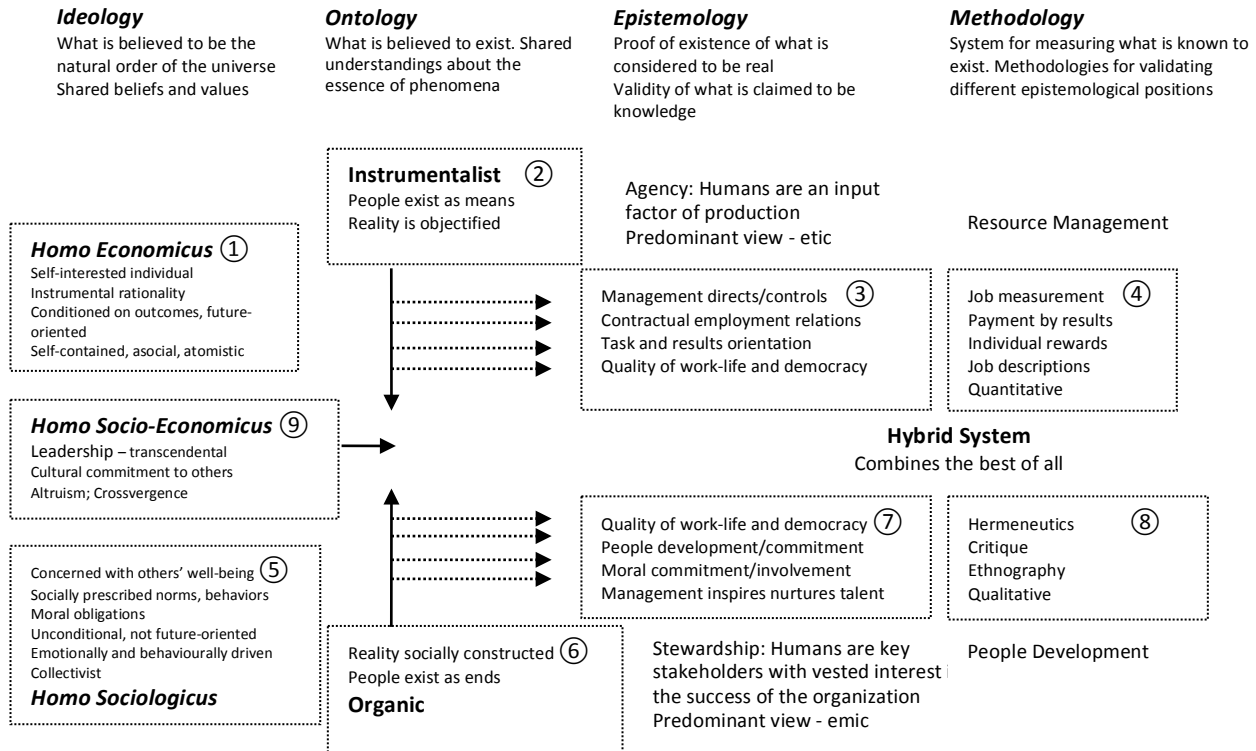 Ideology
What is believed to be the
natural order of the universe
Shared beliefs and values
Ontology
What is believed to exist. Shared
understandings about the
essence of phenomena
Epistemology
Proof of existence of what is
considered to be real
Validity of what is claimed to be
knowledge
Methodology
System for measuring what is known to
exist. Methodologies for validating
different epistemological positions
Homo Economicus ①
Self-interested individual
Instrumental rationality
Conditioned on outcomes, future-
oriented
Self-contained, asocial, atomistic
Instrumentalist ②
People exist as means
Reality is objectified
Agency: Humans are an input
factor of production
Predominant view - etic
Resource Management
Management directs/controls ③
Contractual employment relations
Task and results orientation
Quality of work-life and democracy
Job measurement ④
Payment by results
Individual rewards
Job descriptions
Quantitative
Homo Socio-Economicus ⑨
Leadership – transcendental
Cultural commitment to others
Altruism; Crossvergence
Hybrid System
Combines the best of all
Concerned with others' well-being ⑤
Socially prescribed norms, behaviors
Moral obligations
Unconditional, not future-oriented
Emotionally and behaviourally driven
Collectivist
Homo Sociologicus
Reality socially constructed ⑥
People exist as ends
Organic
Quality of work-life and democracy ⑦
People development/commitment
Moral commitment/involvement
Management inspires nurtures talent
Hermeneutics ⑧
Critique
Ethnography
Qualitative
Stewardship: Humans are key
stakeholders with vested interest
the success of the organization
Predominant view - emic
People Development